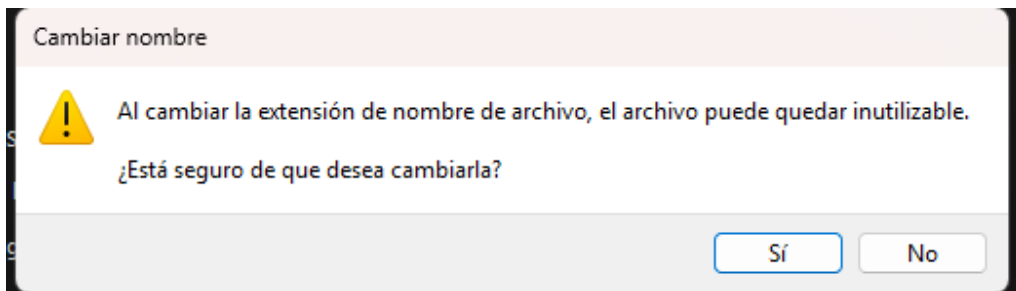 Cambiar nombre
Al cambiar la extensión de nombre de archivo, el archivo puede quedar inutilizable.
¿Está seguro de que desea cambiarla?
Sí
No